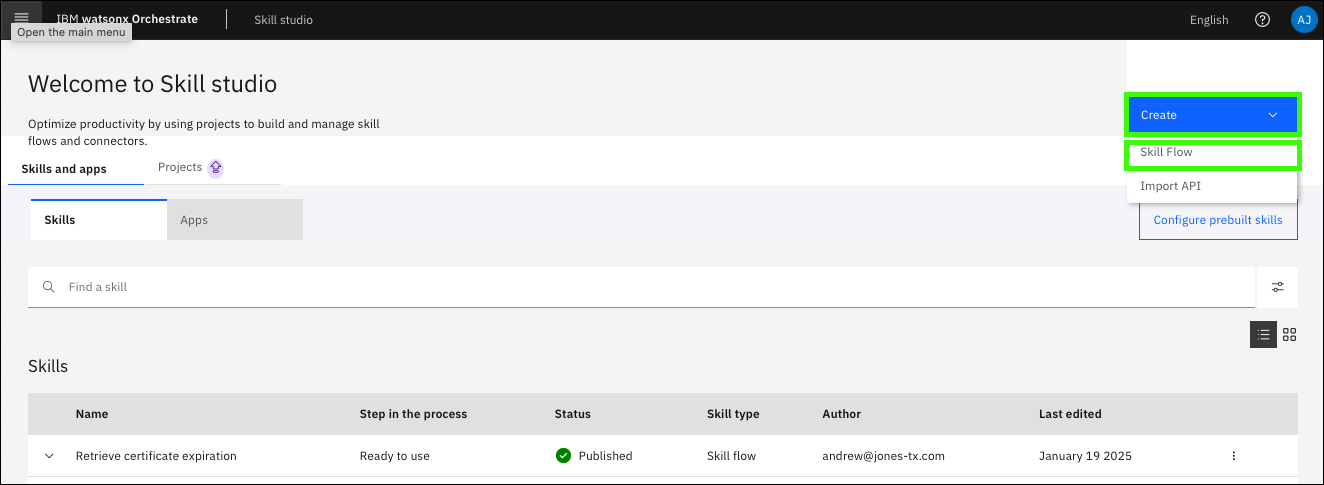 IBM watsonx Orchestrate
Skill studio
English
AJ
Open the main menu
Welcome to Skill studio
Optimize productivity by using projects to build and manage skill
flows and connectors.
Create
Skill Flow
Import API
Skills and apps
Projects
Skills
Apps
Configure prebuilt skills
Find a skill
Skills
Name Step in the process Status Skill type Author Last edited
Retrieve certificate expiration Ready to use Published Skill flow andrew@jones-tx.com January 19 2025